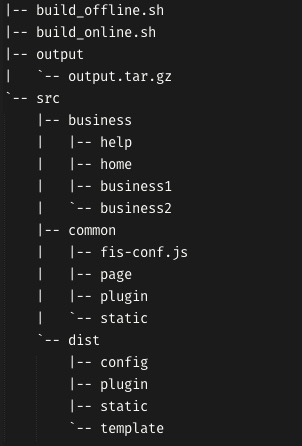 |-- build_offline.sh
|-- build_online.sh
|-- output
|   `-- output.tar.gz
`-- src
    |-- business
    |   |-- help
    |   |-- home
    |   |-- business1
    |   `-- business2
    |-- common
    |   |-- fis-conf.js
    |   |-- page
    |   |-- plugin
    |   `-- static
    `-- dist
        |-- config
        |-- plugin
        |-- static
        `-- template